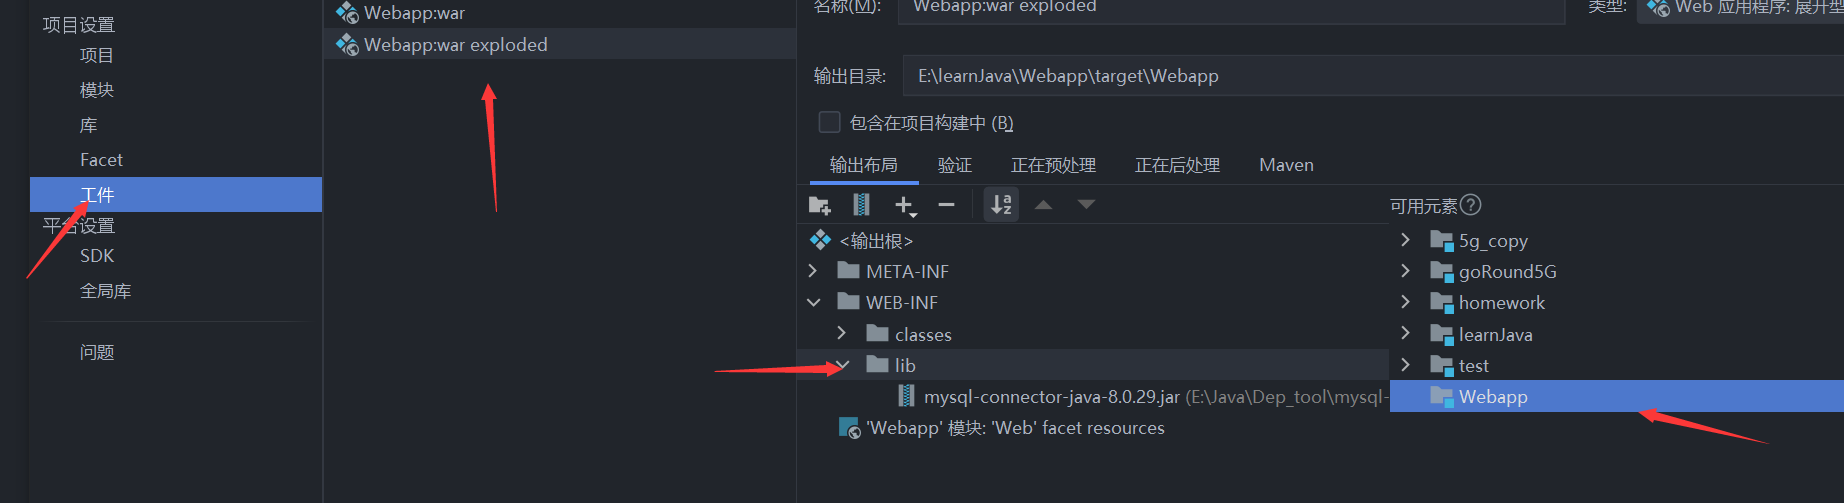 项目设置
项目
模块
库
Facet
工件
平台设置
SDK
全局库
问题
Webapp:war
Webapp:war exploded
名称(M): Webapp:war exploded 类型: Web 应用程序: 展开型
输出目录: E:\learnJava\Webapp\target\Webapp
包含在项目构建中 (B)
输出布局 验证 正在预处理 正在后处理 Maven
<输出根>
META-INF
WEB-INF
classes
lib
mysql-connector-java-8.0.29.jar (E:\Java\Dep_tool\mysql-
'Webapp' 模块: 'Web' facet resources
可用元素
5g_copy
goRound5G
homework
learnJava
test
Webapp